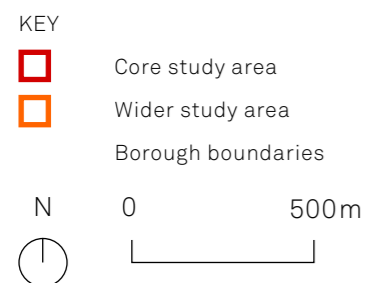 KEY
Core study area
Wider study area
Borough boundaries
N 0 500m